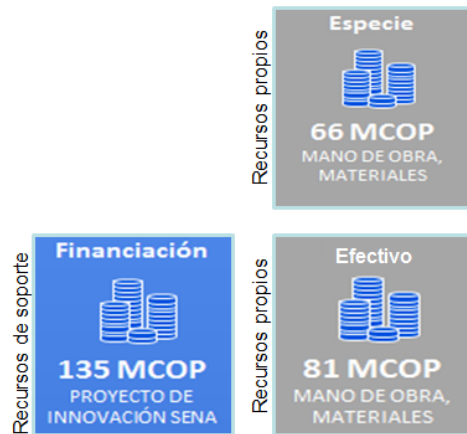 Recursos propios
Especie
66 MCOP
MANO DE OBRA,
MATERIALES
Recursos de soporte
Financiación
135 MCOP
PROYECTO DE
INNOVACIÓN SENA
Recursos propios
Efectivo
81 MCOP
MANO DE OBRA,
MATERIALES